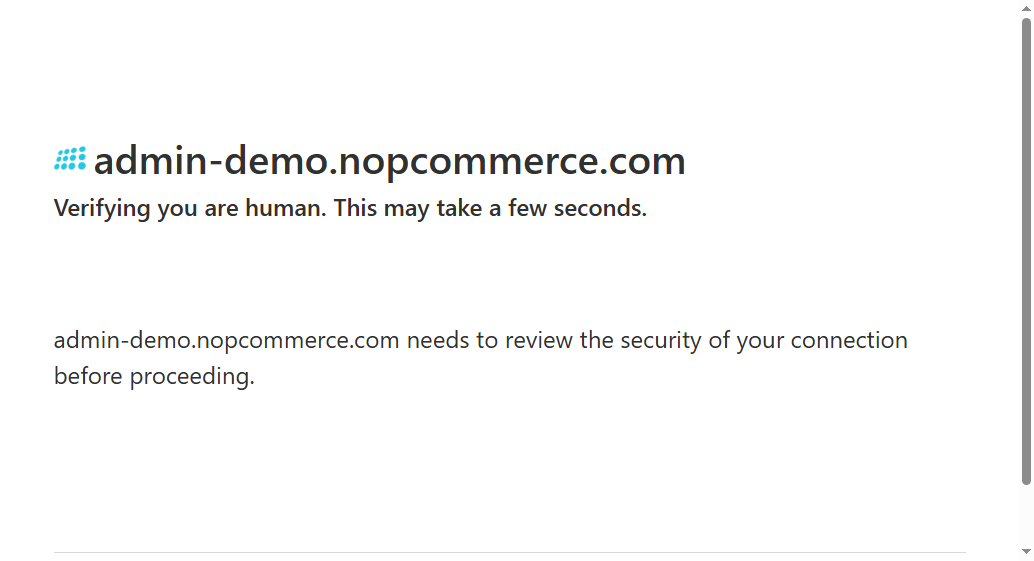 admin-demo.nopcommerce.com
Verifying you are human. This may take a few seconds.
admin-demo.nopcommerce.com needs to review the security of your connection
before proceeding.